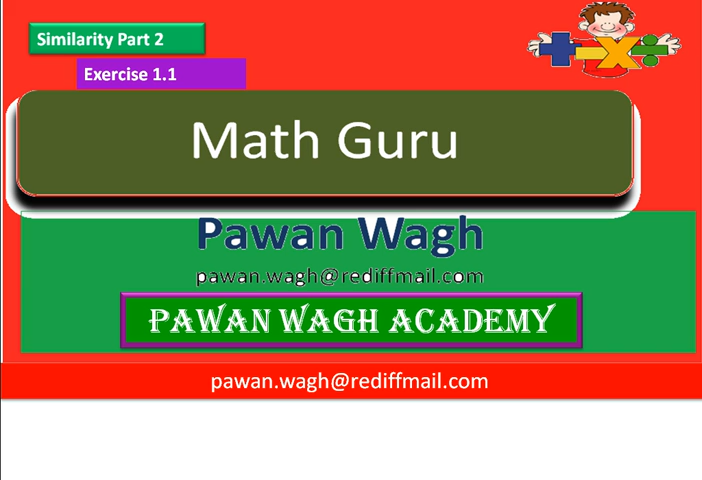 Similarity Part 2
Exercise 1.1
Math Guru
Pawan Wagh
pawan.wagh@rediffmail.com
PAWAN WAGH ACADEMY
pawan.wagh@rediffmail.com